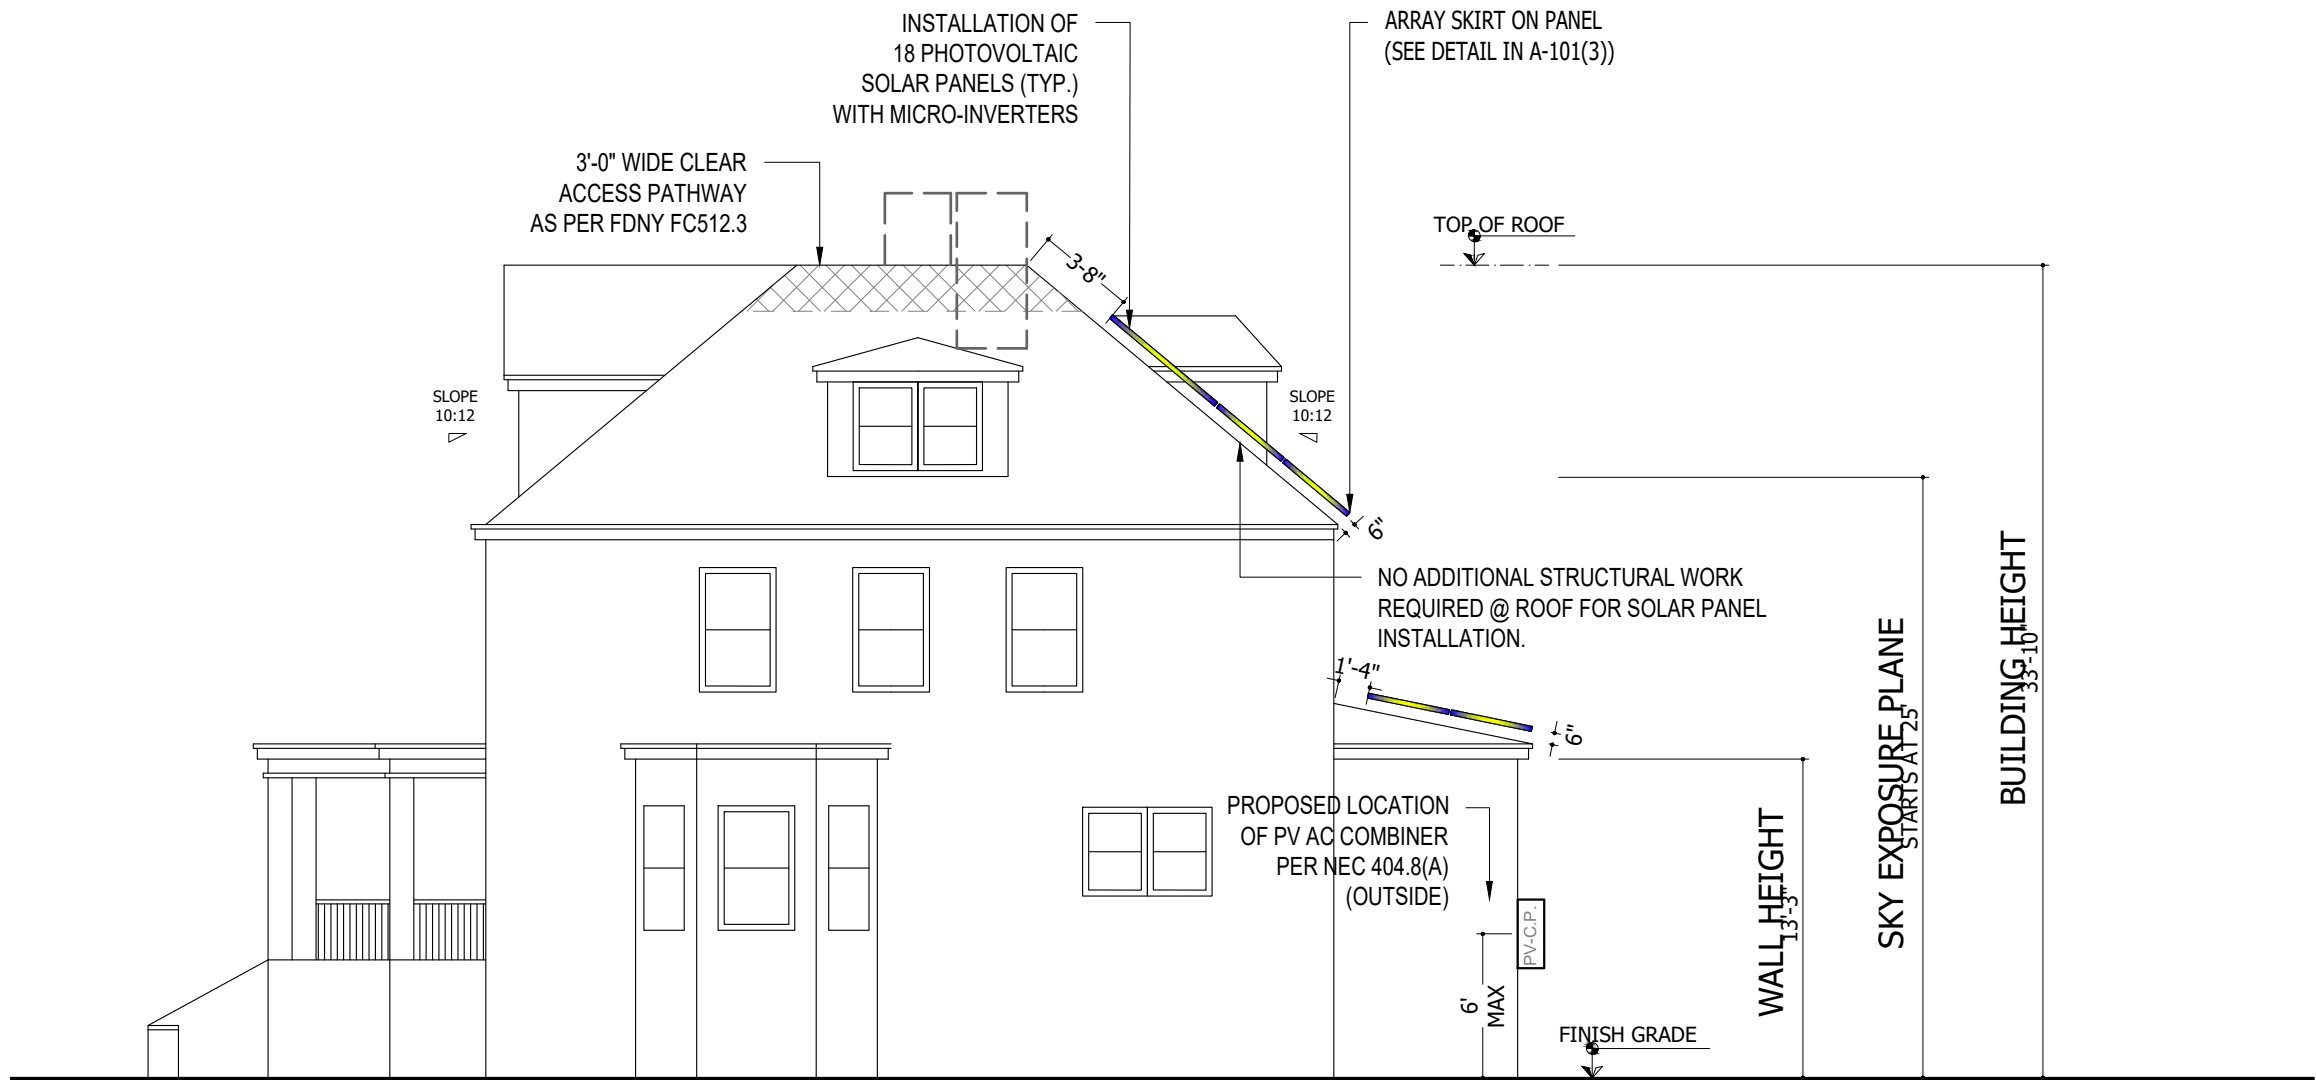 INSTALLATION OF
18 PHOTOVOLTAIC
SOLAR PANELS (TYP.)
WITH MICRO-INVERTERS
ARRAY SKIRT ON PANEL
(SEE DETAIL IN A-101(3))
3'-0" WIDE CLEAR
ACCESS PATHWAY
AS PER FDNY FC512.3
TOP OF ROOF
3-8"
SLOPE
10:12
SLOPE
10:12
6"
NO ADDITIONAL STRUCTURAL WORK
REQUIRED @ ROOF FOR SOLAR PANEL
INSTALLATION.
1'-4"
6"
PROPOSED LOCATION
OF PV AC COMBINER
PER NEC 404.8(A)
(OUTSIDE)
PV-C.P.
6'
MAX
WALL HEIGHT
13'-3"
SKY EXPOSURE PLANE
STARTS AT 25'
BUILDING HEIGHT
33'-10"
FINISH GRADE